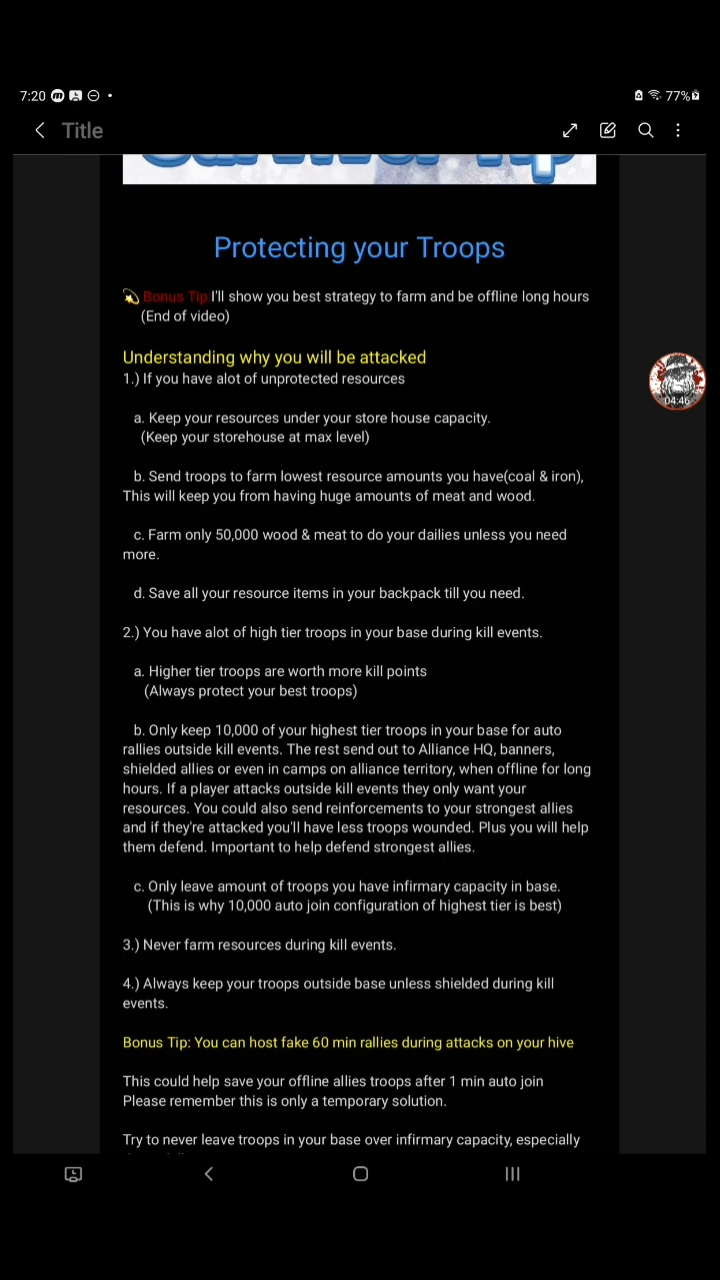 7:20
77%
Title
Survival Tip
Protecting your Troops
Bonus Tip:I'll show you best strategy to farm and be offline long hours
(End of video)
Understanding why you will be attacked
1.) If you have alot of unprotected resources
a. Keep your resources under your store house capacity.
(Keep your storehouse at max level)
b. Send troops to farm lowest resource amounts you have(coal & iron),
This will keep you from having huge amounts of meat and wood.
c. Farm only 50,000 wood & meat to do your dailies unless you need
more.
d. Save all your resource items in your backpack till you need.
2.) You have alot of high tier troops in your base during kill events.
a. Higher tier troops are worth more kill points
(Always protect your best troops)
b. Only keep 10,000 of your highest tier troops in your base for auto
rallies outside kill events. The rest send out to Alliance HQ, banners,
shielded allies or even in camps on alliance territory, when offline for long
hours. If a player attacks outside kill events they only want your
resources. You could also send reinforcements to your strongest allies
and if they're attacked you'll have less troops wounded. Plus you will help
them defend. Important to help defend strongest allies.
c. Only leave amount of troops you have infirmary capacity in base.
(This is why 10,000 auto join configuration of highest tier is best)
3.) Never farm resources during kill events.
4.) Always keep your troops outside base unless shielded during kill
events.
Bonus Tip: You can host fake 60 min rallies during attacks on your hive
This could help save your offline allies troops after 1 min auto join
Please remember this is only a temporary solution.
Try to never leave troops in your base over infirmary capacity, especially
04:46